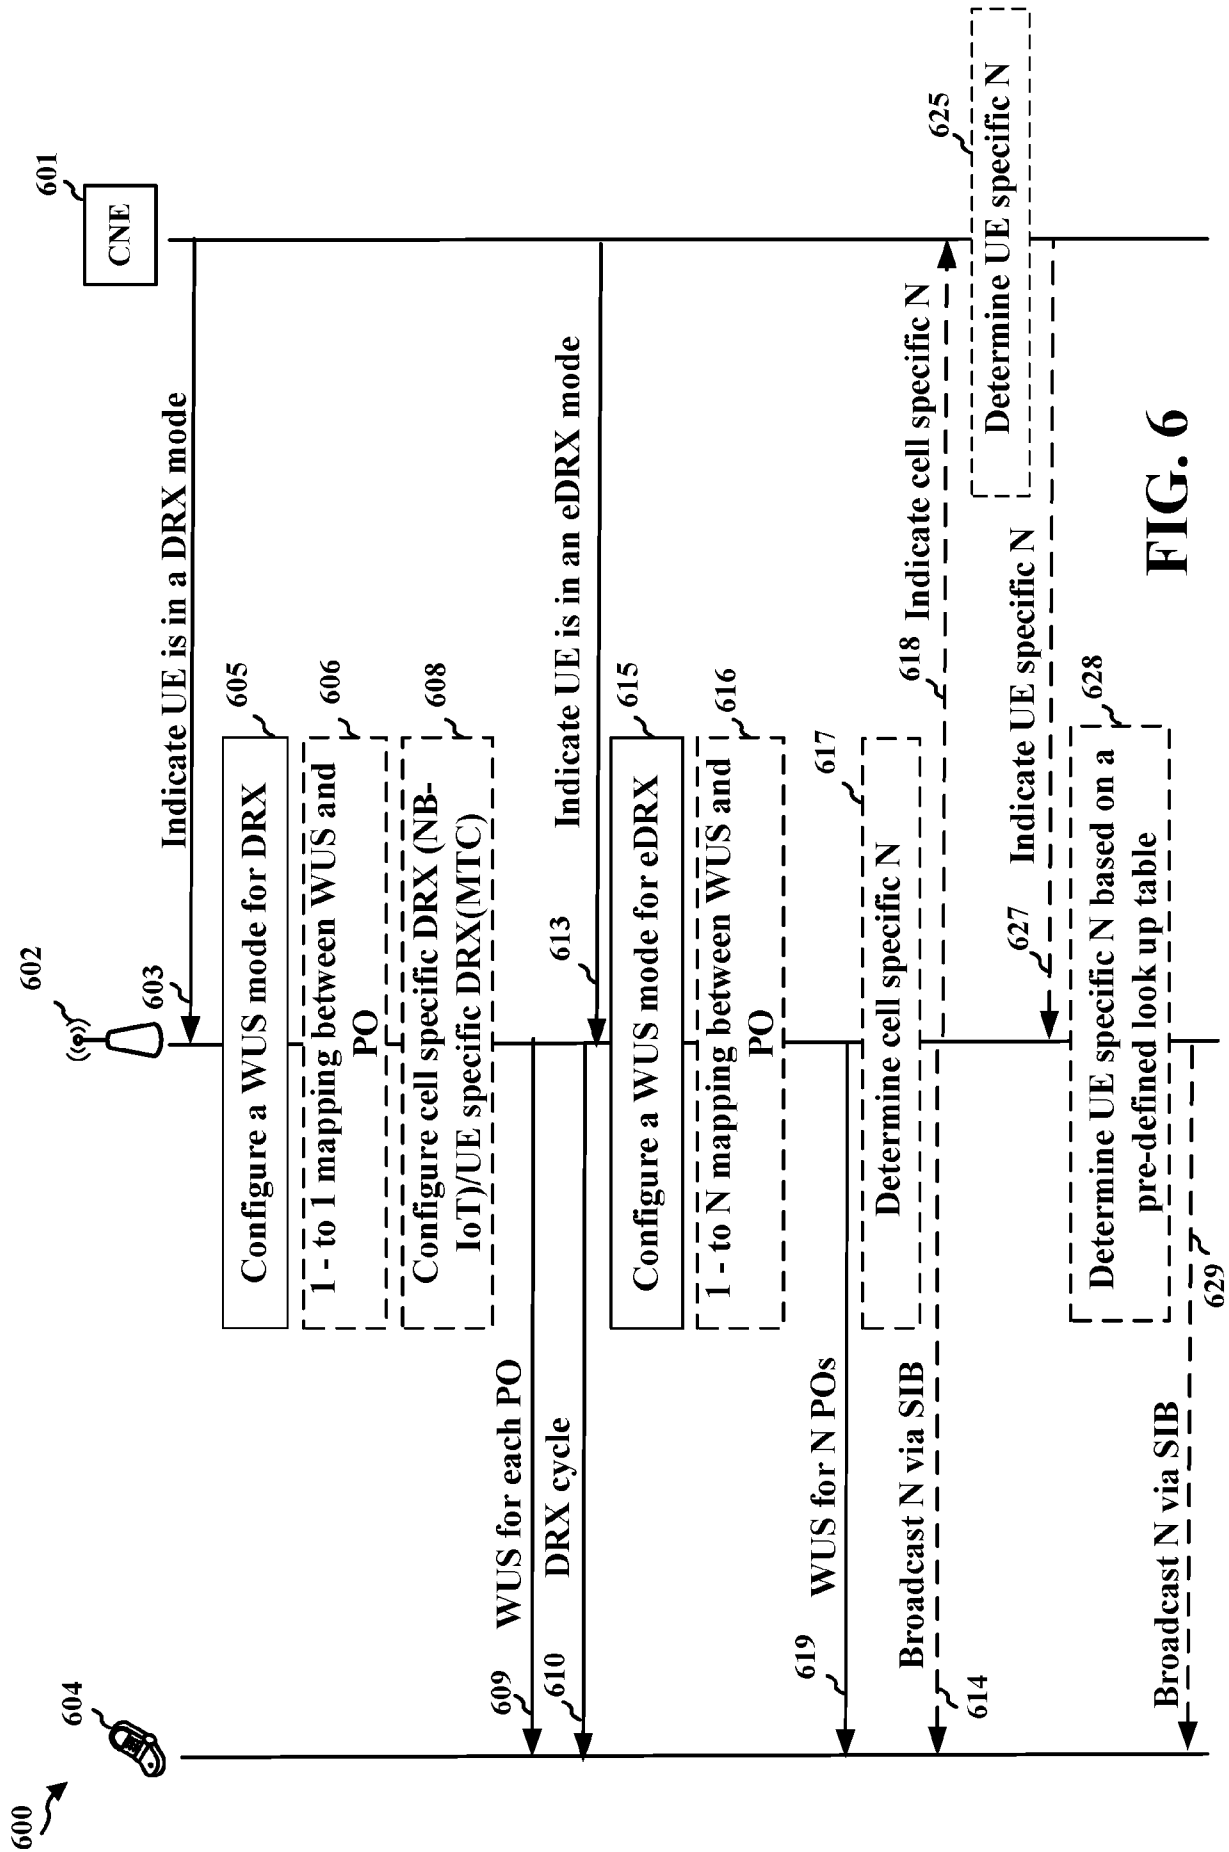 600
604
602
601
CNE
603
Indicate UE is in a DRX mode
605
Configure a WUS mode for DRX
606
1 - to 1 mapping between WUS and
PO
608
Configure cell specific DRX (NB-
IoT)/UE specific DRX(MTC)
609
WUS for each PO
610
DRX cycle
613
Indicate UE is in an eDRX mode
615
Configure a WUS mode for eDRX
616
1 - to N mapping between WUS and
PO
619
WUS for N POs
617
Determine cell specific N
Broadcast N via SIB
614
618
Indicate cell specific N
625
Determine UE specific N
627
Indicate UE specific N
628
Determine UE specific N based on a
pre-defined look up table
Broadcast N via SIB
629
FIG. 6